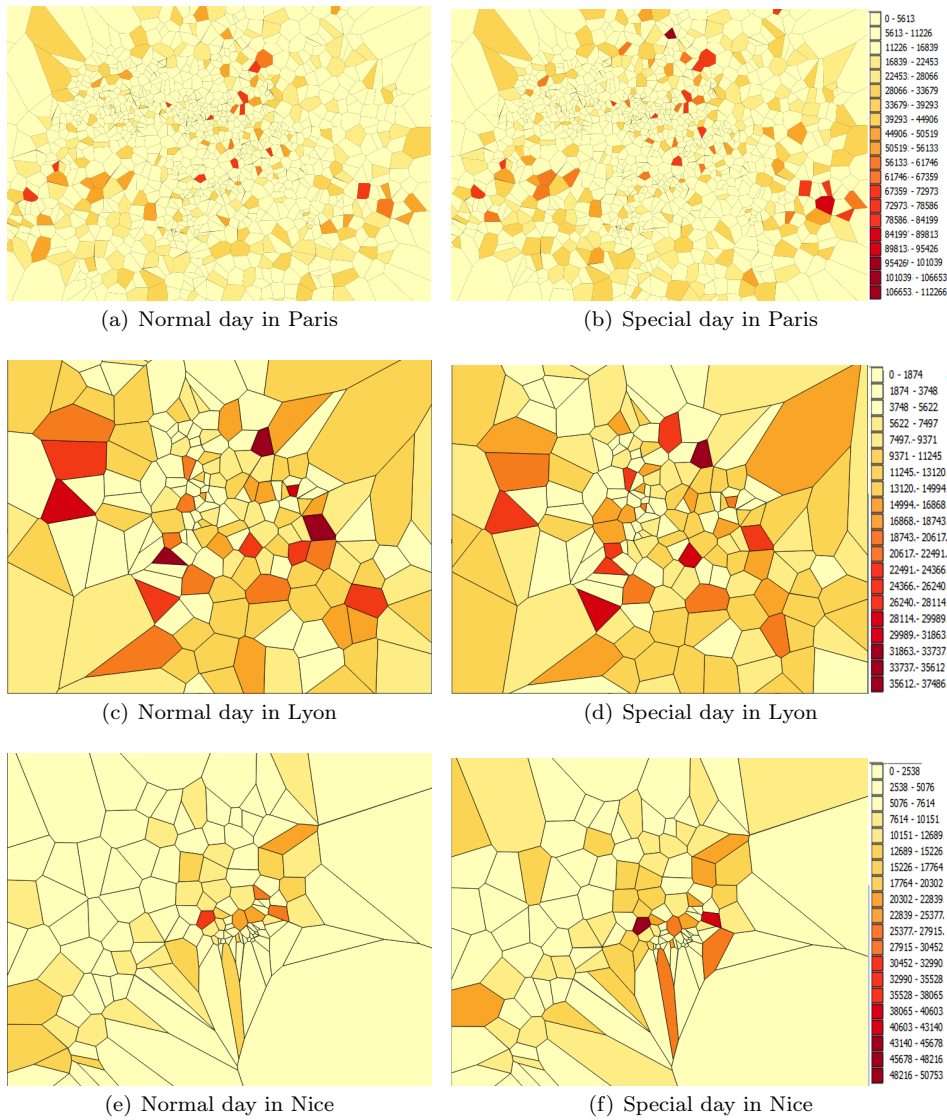 0 - 5613
5613 - 11226
11226 - 16839
16839 - 22453
22453 - 28066
28066 - 33679
33679 - 39293
39293 - 44906
44906 - 50519
50519 - 56133
56133 - 61746
61746 - 67359
67359 - 72973
72973 - 78586
78586 - 84199
84199 - 89813
89813 - 95426
95426 - 101039
101039 - 106653
106653 - 112266
(a) Normal day in Paris
(b) Special day in Paris
0 - 1874
1874 - 3748
3748 - 5622
5622 - 7497
7497.- 9371
9371 - 11245
11245.- 13120
13120.- 14994
14994 - 16868
16868 - 18743
18743.- 20617.
20617.- 22491.
22491.- 24366
24366 - 26240
26240.- 28114
28114 - 29989
29989.- 31863
31863.- 33737
33737.- 35612
35612.- 37486
(c) Normal day in Lyon
(d) Special day in Lyon
0 - 2538
2538 - 5076
5076 - 7614
7614 - 10151
10151 - 12689
12689 - 15226
15226 - 17764
17764 - 20302
20302 - 22839
22839 - 25377.
25377 - 27915.
27915 - 30452
30452 - 32990
32990 - 35528
35528 - 38065
38065 - 40603
40603 - 43140
43140 - 45678
45678 - 48216
48216 - 50753
(e) Normal day in Nice
(f) Special day in Nice